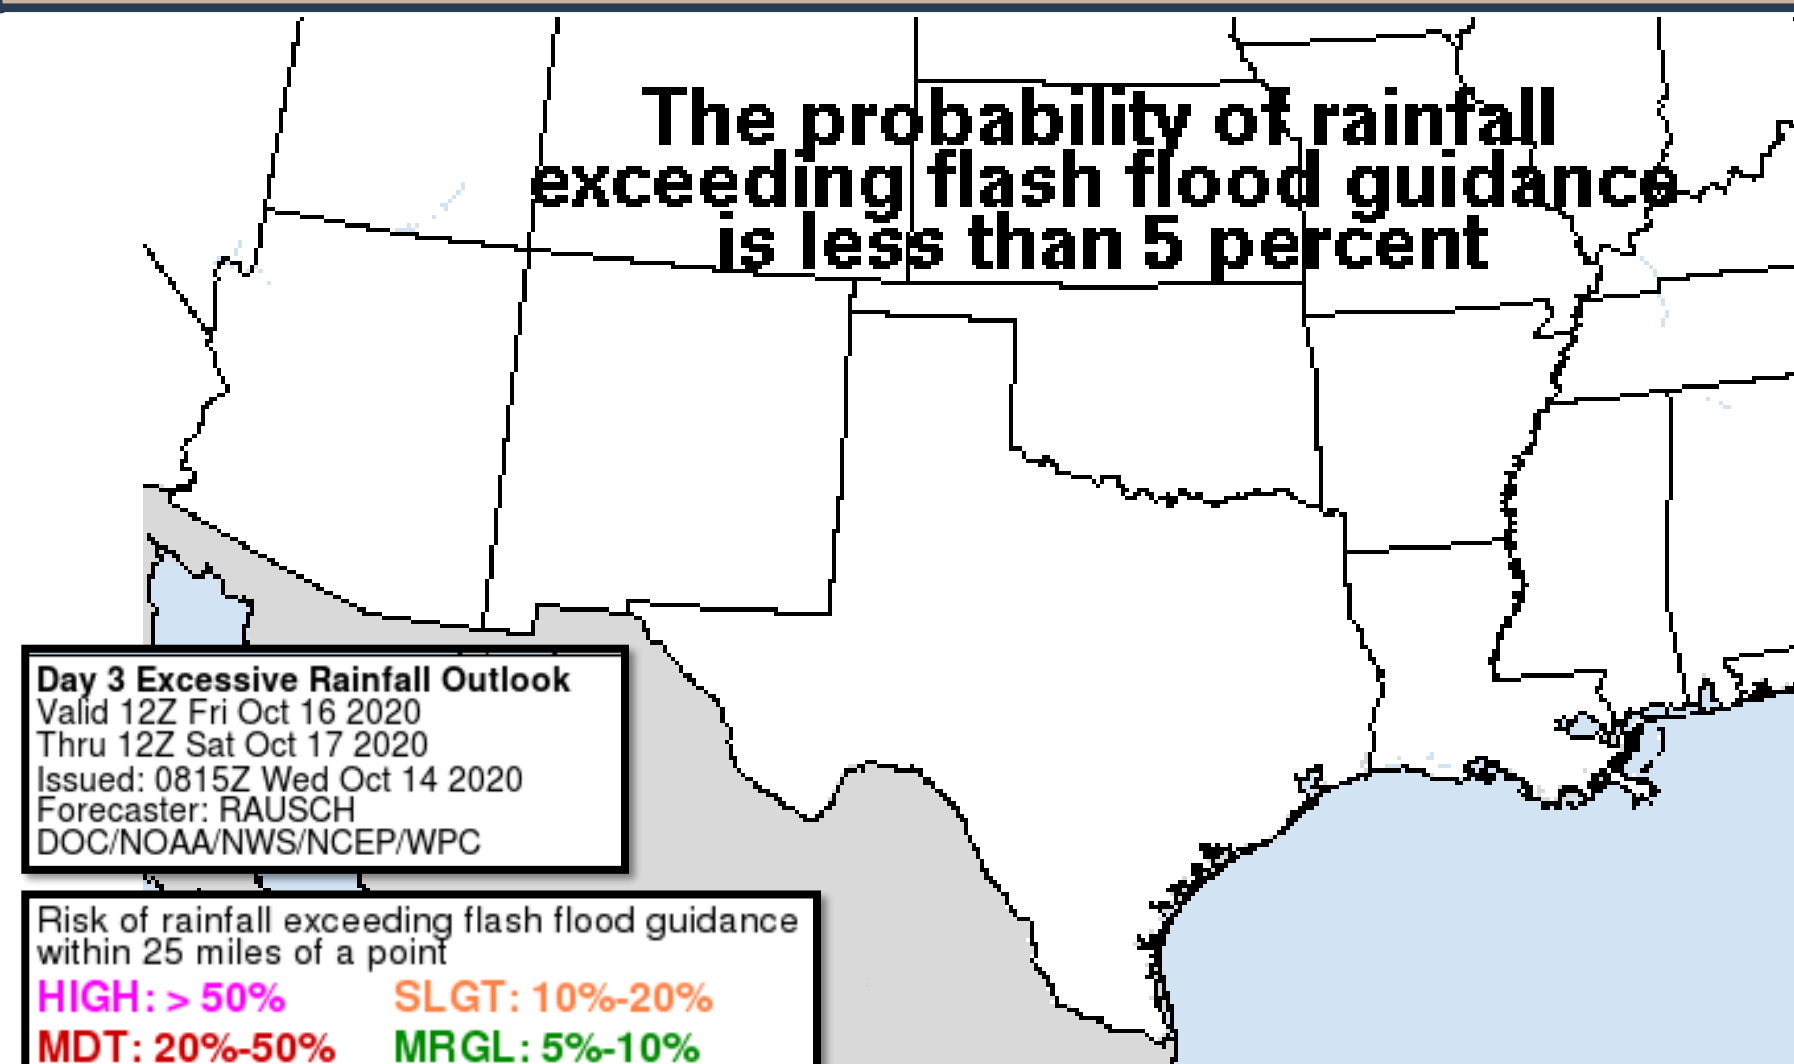 The probability of rainfall
exceeding flash flood guidance
is less than 5 percent
Day 3 Excessive Rainfall Outlook
Valid 12Z Fri Oct 16 2020
Thru 12Z Sat Oct 17 2020
Issued: 0815Z Wed Oct 14 2020
Forecaster: RAUSCH
DOC/NOAA/NWS/NCEP/WPC
Risk of rainfall exceeding flash flood guidance
within 25 miles of a point
HIGH: > 50% SLGT: 10%-20%
MDT: 20%-50% MRGL: 5%-10%